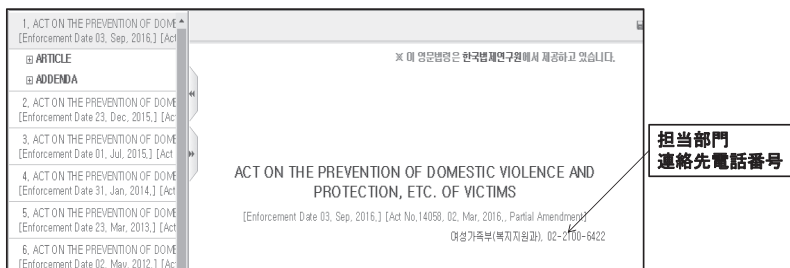 1, ACT ON THE PREVENTION OF DOME
[Enforcement Date 03, Sep, 2016,] [Act
ARTICLE
ADDENDA
2, ACT ON THE PREVENTION OF DOME
[Enforcement Date 23, Dec, 2015,] [Act
3, ACT ON THE PREVENTION OF DOME
[Enforcement Date 01, Jul, 2015,] [Act
4, ACT ON THE PREVENTION OF DOME
[Enforcement Date 31, Jan, 2014,] [Act
5, ACT ON THE PREVENTION OF DOME
[Enforcement Date 23, Mar, 2013,] [Act
6, ACT ON THE PREVENTION OF DOME
[Enforcement Date 02, May, 2012,] [Act
※ 이 영문법령은 한국법제연구원에서 제공하고 있습니다.
ACT ON THE PREVENTION OF DOMESTIC VIOLENCE AND
PROTECTION, ETC. OF VICTIMS
[Enforcement Date 03, Sep, 2016,] [Act No,14058, 02, Mar, 2016,, Partial Amendment]
여성가족부(복지지원과), 02-2100-6422
担当部門
連絡先電話番号